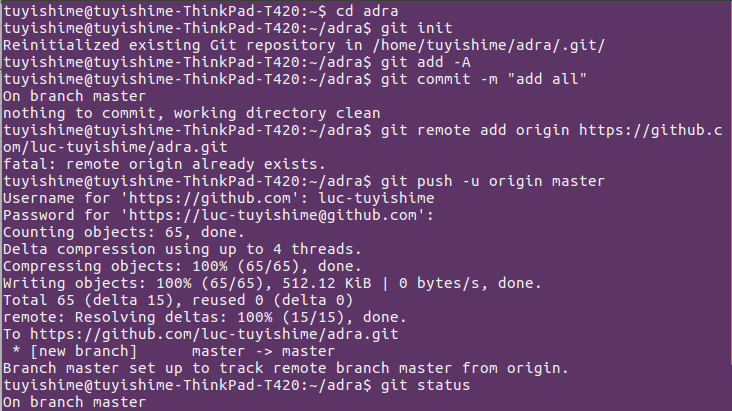 tuyishime@tuyishime-ThinkPad-T420:~$ cd adra
tuyishime@tuyishime-ThinkPad-T420:~/adra$ git init
Reinitialized existing Git repository in /home/tuyishime/adra/.git/
tuyishime@tuyishime-ThinkPad-T420:~/adra$ git add -A
tuyishime@tuyishime-ThinkPad-T420:~/adra$ git commit -m "add all"
On branch master
nothing to commit, working directory clean
tuyishime@tuyishime-ThinkPad-T420:~/adra$ git remote add origin https://github.c
om/luc-tuyishime/adra.git
fatal: remote origin already exists.
tuyishime@tuyishime-ThinkPad-T420:~/adra$ git push -u origin master
Username for 'https://github.com': luc-tuyishime
Password for 'https://luc-tuyishime@github.com':
Counting objects: 65, done.
Delta compression using up to 4 threads.
Compressing objects: 100% (65/65), done.
Writing objects: 100% (65/65), 512.12 KiB | 0 bytes/s, done.
Total 65 (delta 15), reused 0 (delta 0)
remote: Resolving deltas: 100% (15/15), done.
To https://github.com/luc-tuyishime/adra.git
 * [new branch]      master -> master
Branch master set up to track remote branch master from origin.
tuyishime@tuyishime-ThinkPad-T420:~/adra$ git status
On branch master